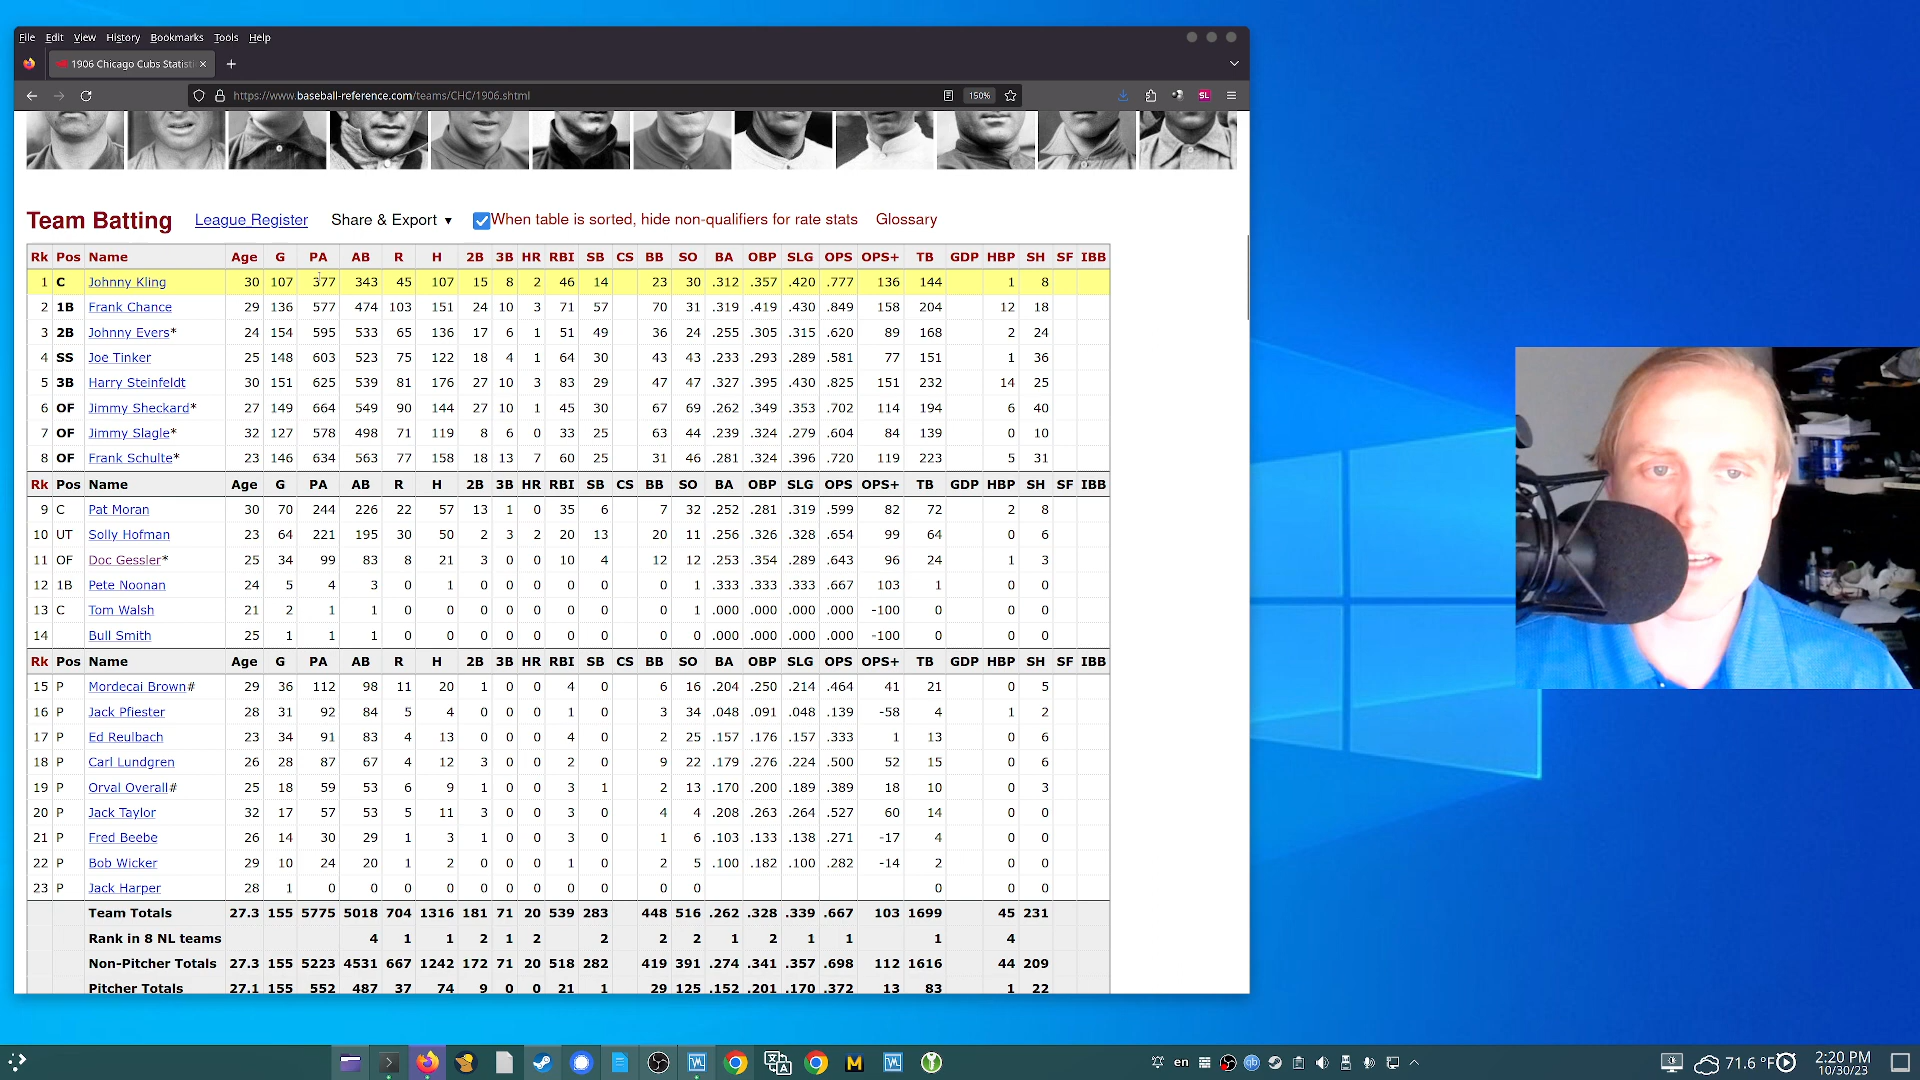 File Edit View History Bookmarks Tools Help
1906 Chicago Cubs Statisti
https://www.baseball-reference.com/teams/CHC/1906.shtml 150% SL
Team Batting League Register Share & Export ▼ When table is sorted, hide non-qualifiers for rate stats Glossary
Rk Pos Name Age G PA AB R H 2B 3B HR RBI SB CS BB SO BA OBP SLG OPS OPS+ TB GDP HBP SH SF IBB
1 C Johnny Kling 30 107 377 343 45 107 15 8 2 46 14 23 30 .312 .357 .420 .777 136 144 1 8
2 1B Frank Chance 29 136 577 474 103 151 24 10 3 71 57 70 31 .319 .419 .430 .849 158 204 12 18
3 2B Johnny Evers* 24 154 595 533 65 136 17 6 1 51 49 36 24 .255 .305 .315 .620 89 168 2 24
4 SS Joe Tinker 25 148 603 523 75 122 18 4 1 64 30 43 43 .233 .293 .289 .581 77 151 1 36
5 3B Harry Steinfeldt 30 151 625 539 81 176 27 10 3 83 29 47 47 .327 .395 .430 .825 151 232 14 25
6 OF Jimmy Sheckard* 27 149 664 549 90 144 27 10 1 45 30 67 69 .262 .349 .353 .702 114 194 6 40
7 OF Jimmy Slagle* 32 127 578 498 71 119 8 6 0 33 25 63 44 .239 .324 .279 .604 84 139 0 10
8 OF Frank Schulte* 23 146 634 563 77 158 18 13 7 60 25 31 46 .281 .324 .396 .720 119 223 5 31
Rk Pos Name Age G PA AB R H 2B 3B HR RBI SB CS BB SO BA OBP SLG OPS OPS+ TB GDP HBP SH SF IBB
9 C Pat Moran 30 70 244 226 22 57 13 1 0 35 6 7 32 .252 .281 .319 .599 82 72 2 8
10 UT Solly Hofman 23 64 221 195 30 50 2 3 2 20 13 20 11 .256 .326 .328 .654 99 64 0 6
11 OF Doc Gessler* 25 34 99 83 8 21 3 0 0 10 4 12 12 .253 .354 .289 .643 96 24 1 3
12 1B Pete Noonan 24 5 4 3 0 1 0 0 0 0 0 0 1 .333 .333 .333 .667 103 1 0 0
13 C Tom Walsh 21 2 1 1 0 0 0 0 0 0 0 0 1 .000 .000 .000 .000 -100 0 0 0
14 Bull Smith 25 1 1 1 0 0 0 0 0 0 0 0 0 .000 .000 .000 .000 -100 0 0 0
Rk Pos Name Age G PA AB R H 2B 3B HR RBI SB CS BB SO BA OBP SLG OPS OPS+ TB GDP HBP SH SF IBB
15 P Mordecai Brown# 29 36 112 98 11 20 1 0 0 4 0 6 16 .204 .250 .214 .464 41 21 0 5
16 P Jack Pfiester 28 31 92 84 5 4 0 0 0 1 0 3 34 .048 .091 .048 .139 -58 4 1 2
17 P Ed Reulbach 23 34 91 83 4 13 0 0 0 4 0 2 25 .157 .176 .157 .333 1 13 0 6
18 P Carl Lundgren 26 28 87 67 4 12 3 0 0 2 0 9 22 .179 .276 .224 .500 52 15 0 6
19 P Orval Overall# 25 18 59 53 6 9 1 0 0 3 1 2 13 .170 .200 .189 .389 18 10 0 3
20 P Jack Taylor 32 17 57 53 5 11 3 0 0 3 0 4 4 .208 .263 .264 .527 60 14 0 0
21 P Fred Beebe 26 14 30 29 1 3 1 0 0 3 0 1 6 .103 .133 .138 .271 -17 4 0 0
22 P Bob Wicker 29 10 24 20 1 2 0 0 0 1 0 2 5 .100 .182 .100 .282 -14 2 0 0
23 P Jack Harper 28 1 0 0 0 0 0 0 0 0 0 0 0 0 0 0
Team Totals 27.3 155 5775 5018 704 1316 181 71 20 539 283 448 516 .262 .328 .339 .667 103 1699 45 231
Rank in 8 NL teams 4 1 1 2 1 2 2 2 2 1 2 1 1 1 4
Non-Pitcher Totals 27.3 155 5223 4531 667 1242 172 71 20 518 282 419 391 .274 .341 .357 .698 112 1616 44 209
Pitcher Totals 27.1 155 552 487 37 74 9 0 0 21 1 29 125 .152 .201 .170 .372 13 83 1 22
en 71.6 °F 2:20 PM
10/30/23